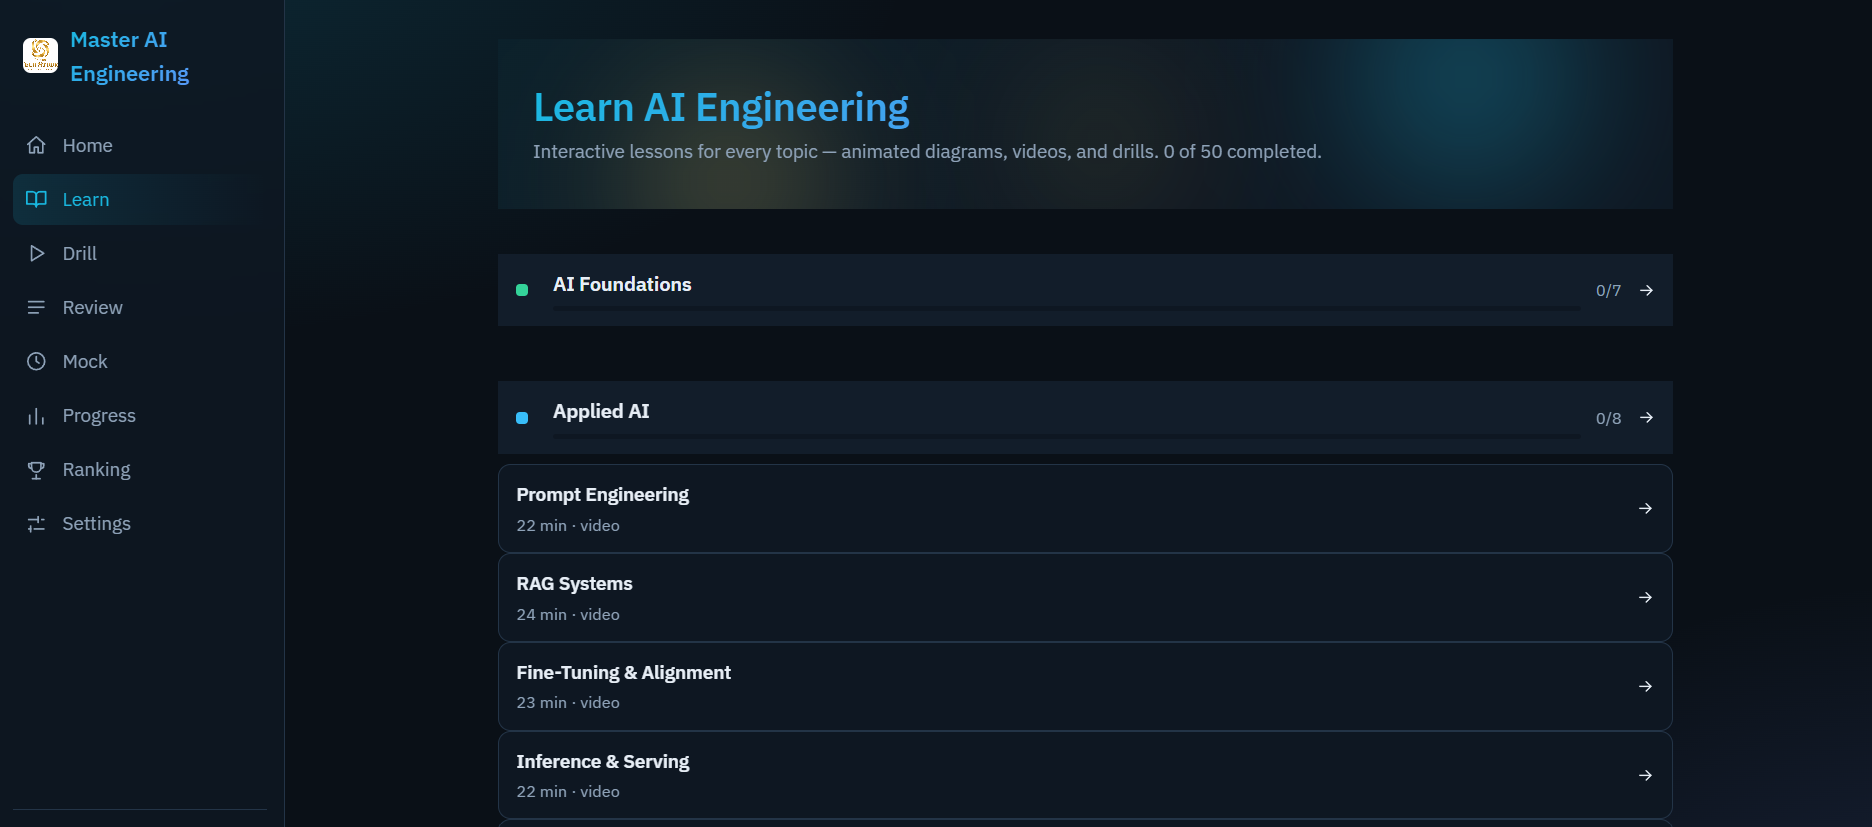 Master AI
Engineering
Home
Learn
Drill
Review
Mock
Progress
Ranking
Settings
Learn AI Engineering
Interactive lessons for every topic — animated diagrams, videos, and drills. 0 of 50 completed.
AI Foundations
0/7
Applied AI
0/8
Prompt Engineering
22 min · video
RAG Systems
24 min · video
Fine-Tuning & Alignment
23 min · video
Inference & Serving
22 min · video